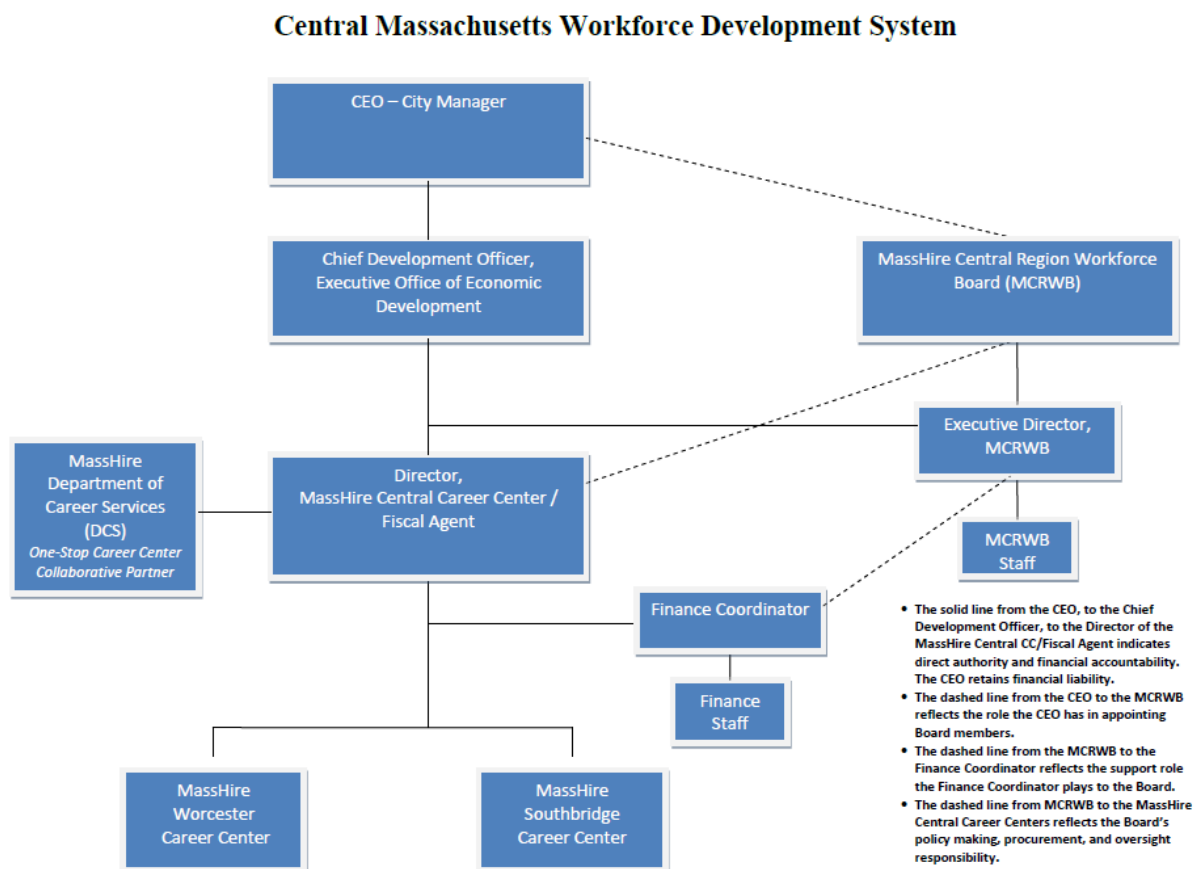 Central Massachusetts Workforce Development System
CEO – City Manager
Chief Development Officer,
Executive Office of Economic
Development
MassHire Central Region Workforce
Board (MCRWB)
Executive Director,
MCRWB
MassHire
Department of
Career Services
(DCS)
One-Stop Career Center
Collaborative Partner
Director,
MassHire Central Career Center /
Fiscal Agent
MCRWB
Staff
Finance Coordinator
Finance
Staff
MassHire
Worcester
Career Center
MassHire
Southbridge
Career Center
• The solid line from the CEO, to the Chief
Development Officer, to the Director of the
MassHire Central CC/Fiscal Agent indicates
direct authority and financial accountability.
The CEO retains financial liability.
• The dashed line from the CEO to the MCRWB
reflects the role the CEO has in appointing
Board members.
• The dashed line from the MCRWB to the
Finance Coordinator reflects the support role
the Finance Coordinator plays to the Board.
• The dashed line from MCRWB to the MassHire
Central Career Centers reflects the Board's
policy making, procurement, and oversight
responsibility.